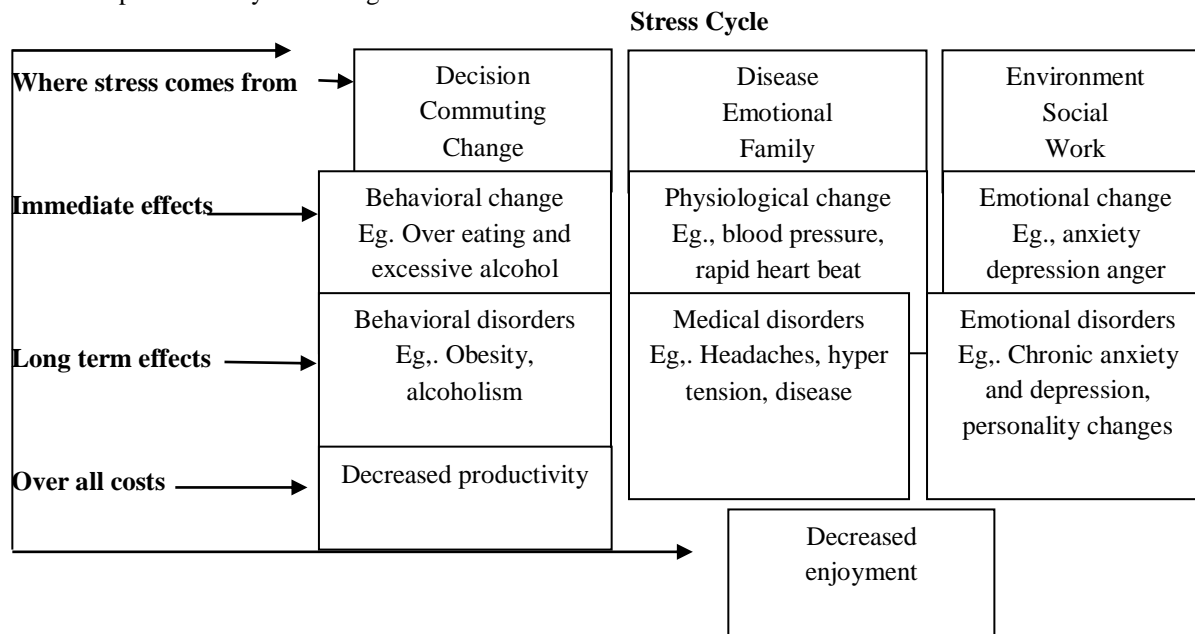 Stress Cycle
Where stress comes from
Decision
Commuting
Change
Disease
Emotional
Family
Environment
Social
Work
Immediate effects
Behavioral change
Eg. Over eating and
excessive alcohol
Physiological change
Eg., blood pressure,
rapid heart beat
Emotional change
Eg., anxiety
depression anger
Long term effects
Behavioral disorders
Eg,. Obesity,
alcoholism
Medical disorders
Eg,. Headaches, hyper
tension, disease
Emotional disorders
Eg,. Chronic anxiety
and depression,
personality changes
Over all costs
Decreased productivity
Decreased
enjoyment